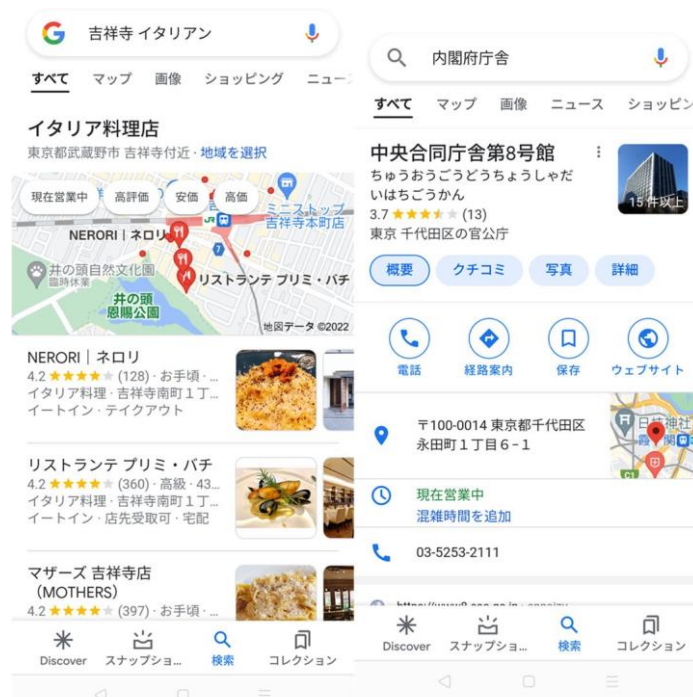 吉祥寺 イタリアン
すべて マップ 画像 ショッピング ニュー
イタリア料理店
東京都武蔵野市 吉祥寺付近・地域を選択
現在営業中 高評価 安価 高価
ミニストップ
吉祥寺本町店
JR
NERORI｜ネロリ
7
井の頭自然文化園
臨時休業
リストランテ プリミ・バチ
井の頭
恩賜公園
地図データ ©2022
NERORI｜ネロリ
4.2 ★★★★★ (128)・お手頃・...
イタリア料理・吉祥寺南町１丁...
イートイン・テイクアウト
リストランテ プリミ・バチ
4.2 ★★★★★ (360)・高級・43...
イタリア料理・吉祥寺南町１丁...
イートイン・店先受取可・宅配
マザーズ 吉祥寺店
（MOTHERS）
4.2 ★★★★★ (397)・お手頃・...
Discover スナップショ... 検索 コレクション
内閣府庁舎
すべて マップ 画像 ニュース ショッピン
中央合同庁舎第8号館
ちゅうおうごうどうちょうしゃだ
いはちごうかん
15 件以上
3.7 ★★★★★ (13)
東京 千代田区の官公庁
概要 クチコミ 写真 詳細
電話 経路案内 保存 ウェブサイト
〒100-0014 東京都千代田区
永田町１丁目６−１
日枝神社
霞 関
C1
現在営業中
混雑時間を追加
03-5253-2111
Discover スナップショ... 検索 コレクション